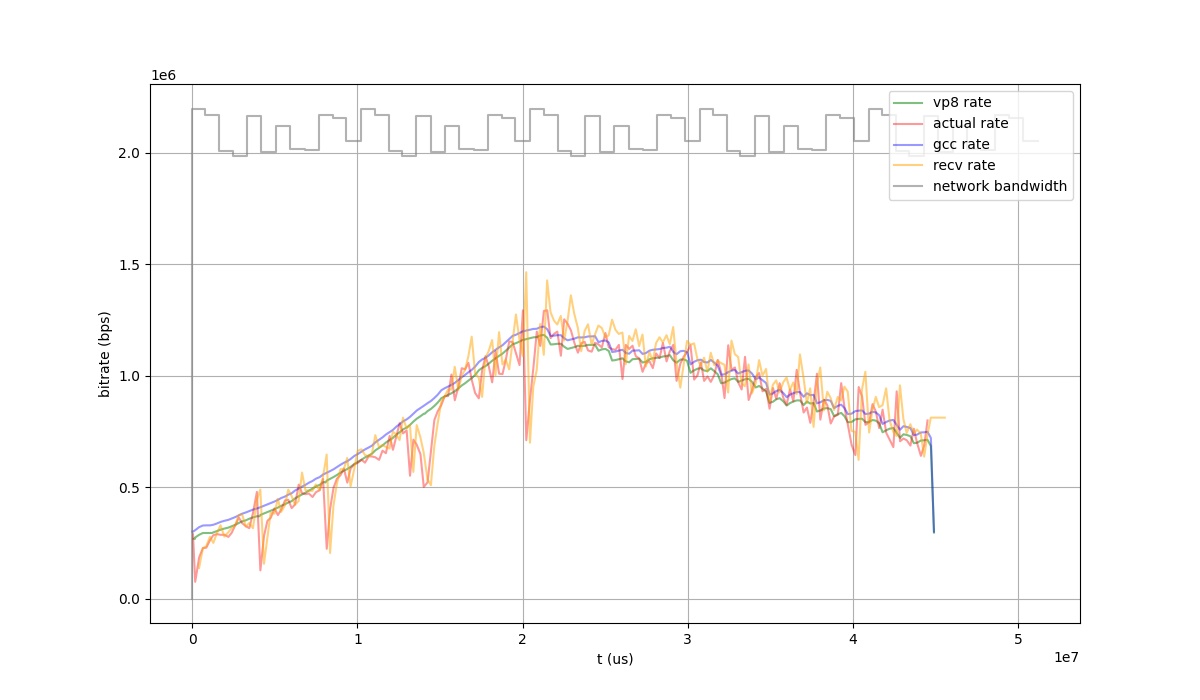 1e6
vp8 rate
actual rate
gcc rate
recv rate
network bandwidth
2.0
1.5
1.0
0.5
0.0
bitrate (bps)
0 1 2 3 4 5
t (us)
1e7